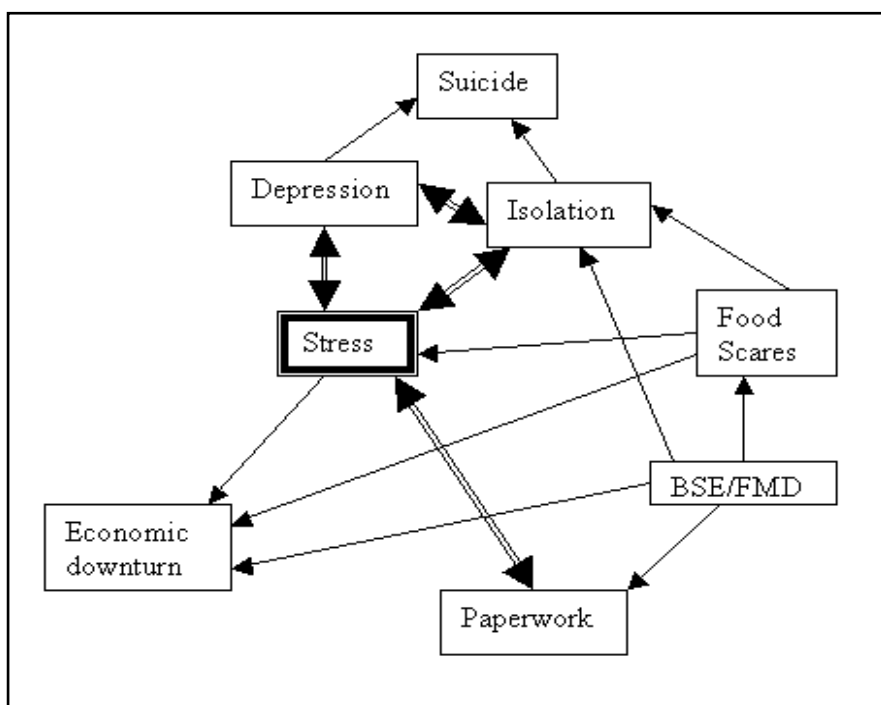 Suicide
Depression
Isolation
Food
Scares
Stress
BSE/FMD
Economic
downturn
Paperwork